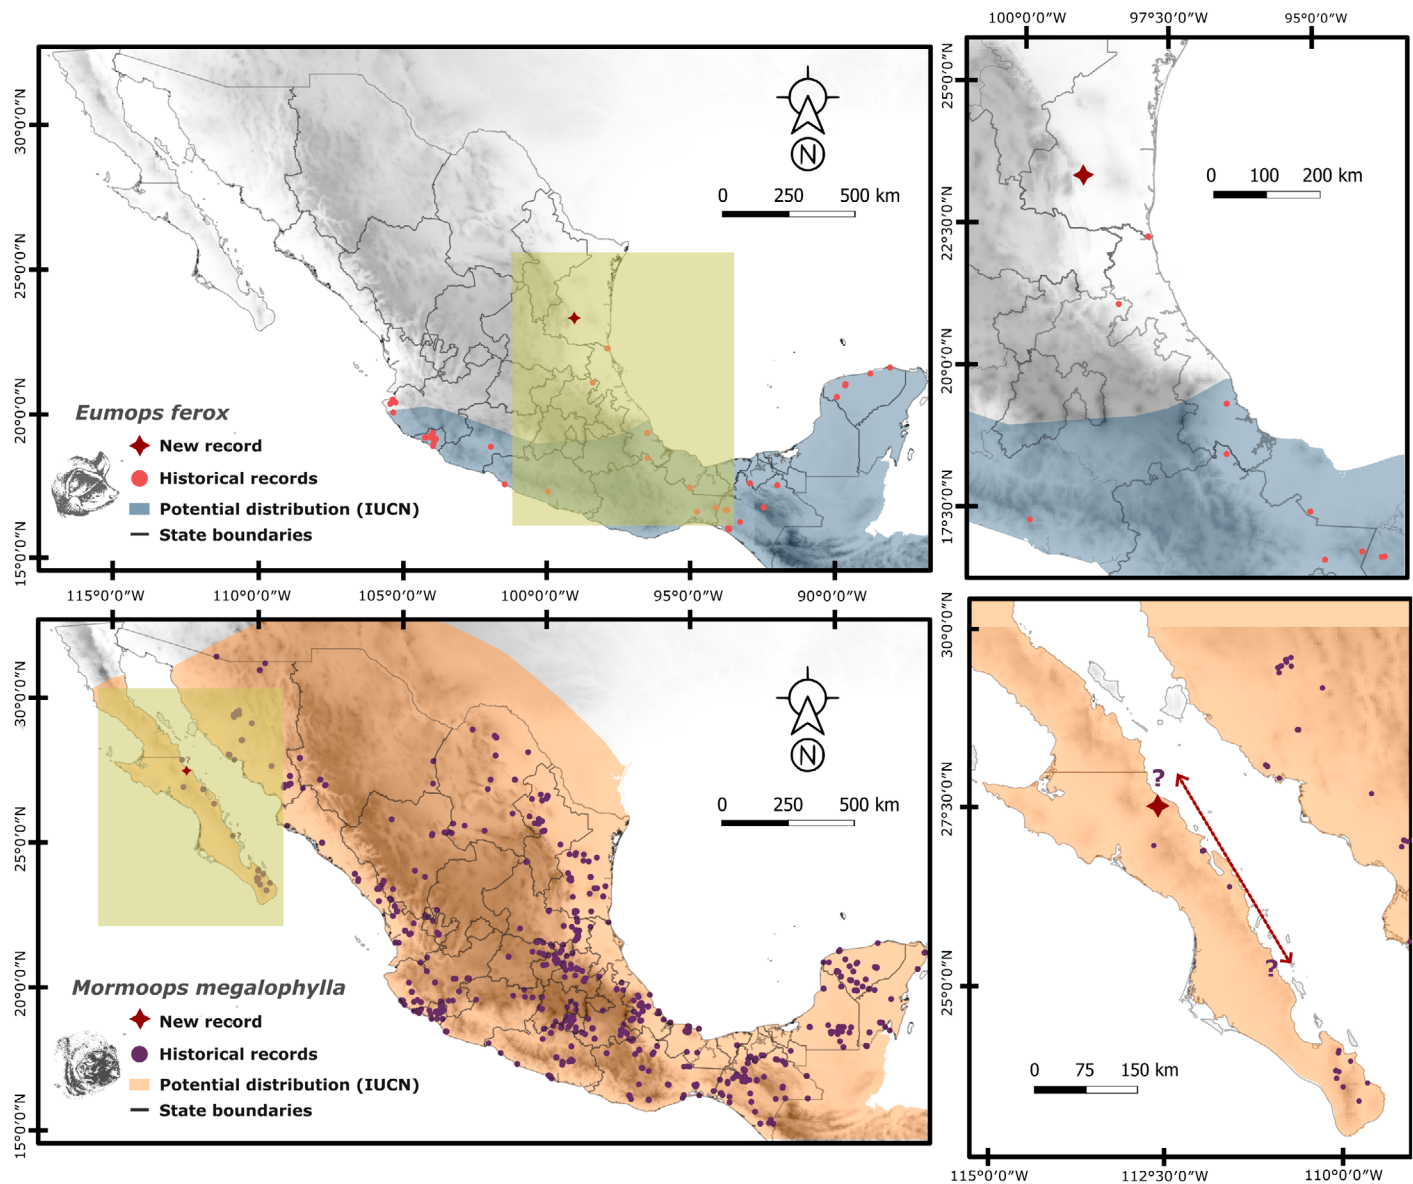 100°0'0"W 97°30'0"W 95°0'0"W
30°0'0"N
25°0'0"N
20°0'0"N
15°0'0"N
N
0 250 500 km
Eumops ferox
New record
Historical records
Potential distribution (IUCN)
State boundaries
25°0'0"N
22°30'0"N
20°0'0"N
17°30'0"N
0 100 200 km
115°0'0"W 110°0'0"W 105°0'0"W 100°0'0"W 95°0'0"W 90°0'0"W
30°0'0"N
25°0'0"N
20°0'0"N
15°0'0"N
N
0 250 500 km
?
?
Mormoops megalophylla
New record
Historical records
Potential distribution (IUCN)
State boundaries
30°0'0"N
27°30'0"N
25°0'0"N
?
?
0 75 150 km
115°0'0"W 112°30'0"W 110°0'0"W